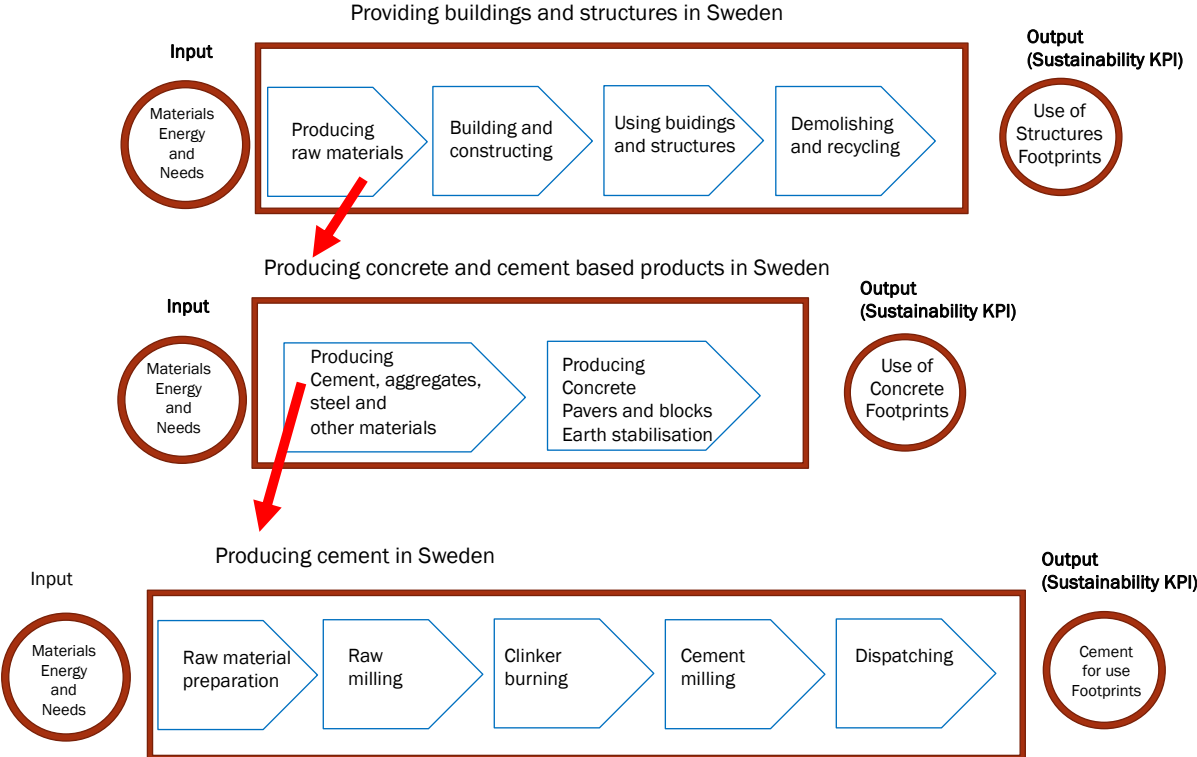 Providing buildings and structures in Sweden
Input
Output
(Sustainability KPI)
Materials
Energy
and
Needs
Producing
raw materials
Building and
constructing
Using buidings
and structures
Demolishing
and recycling
Use of
Structures
Footprints
Producing concrete and cement based products in Sweden
Input
Output
(Sustainability KPI)
Materials
Energy
and
Needs
Producing
Cement, aggregates,
steel and
other materials
Producing
Concrete
Pavers and blocks
Earth stabilisation
Use of
Concrete
Footprints
Producing cement in Sweden
Input
Output
(Sustainability KPI)
Materials
Energy
and
Needs
Raw material
preparation
Raw
milling
Clinker
burning
Cement
milling
Dispatching
Cement
for use
Footprints